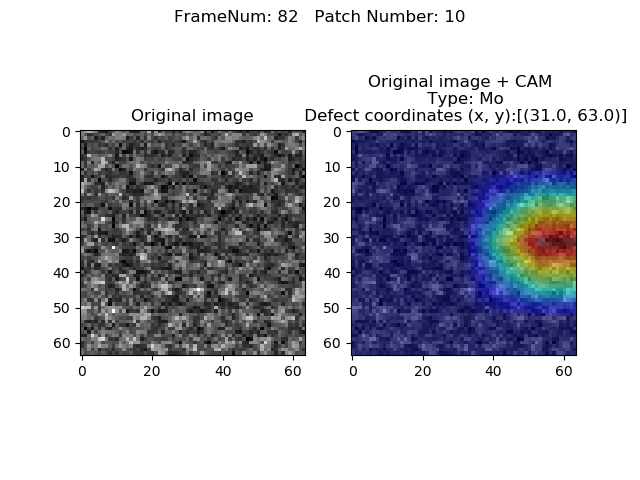 FrameNum: 82   Patch Number: 10
Original image
Original image + CAM
Type: Mo
Defect coordinates (x, y):[(31.0, 63.0)]
0
10
20
30
40
50
60
0 20 40 60
0
10
20
30
40
50
60
0 20 40 60